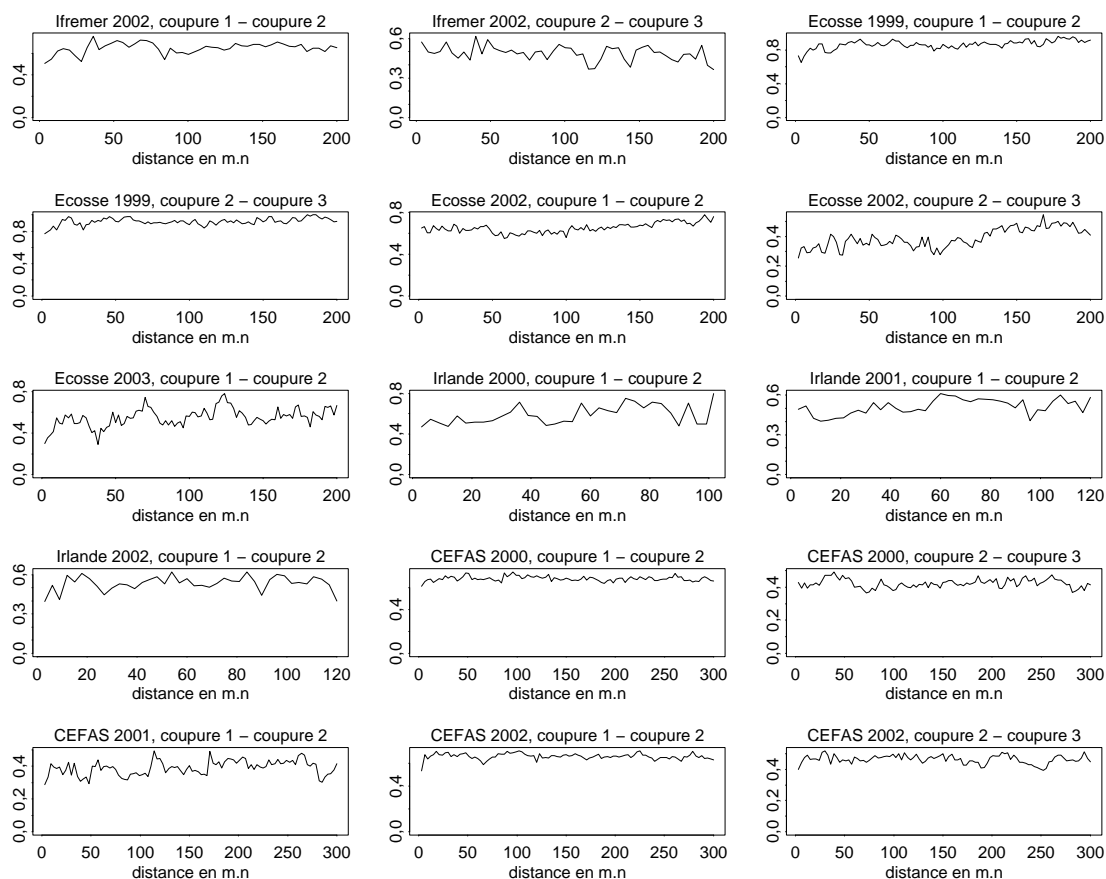 Ifremer 2002, coupure 1 – coupure 2
0,0 0,4
0 50 100 150 200
distance en m.n
Ifremer 2002, coupure 2 – coupure 3
0,0 0,3 0,6
0 50 100 150 200
distance en m.n
Ecosse 1999, coupure 1 – coupure 2
0,0 0,4 0,8
0 50 100 150 200
distance en m.n
Ecosse 1999, coupure 2 – coupure 3
0,0 0,4 0,8
0 50 100 150 200
distance en m.n
Ecosse 2002, coupure 1 – coupure 2
0,0 0,4 0,8
0 50 100 150 200
distance en m.n
Ecosse 2002, coupure 2 – coupure 3
0,0 0,2 0,4
0 50 100 150 200
distance en m.n
Ecosse 2003, coupure 1 – coupure 2
0,0 0,4 0,8
0 50 100 150 200
distance en m.n
Irlande 2000, coupure 1 – coupure 2
0,0 0,4 0,8
0 20 40 60 80 100
distance en m.n
Irlande 2001, coupure 1 – coupure 2
0,0 0,3 0,6
0 20 40 60 80 100 120
distance en m.n
Irlande 2002, coupure 1 – coupure 2
0,0 0,3 0,6
0 20 40 60 80 100 120
distance en m.n
CEFAS 2000, coupure 1 – coupure 2
0,0 0,4
0 50 100 150 200 250 300
distance en m.n
CEFAS 2000, coupure 2 – coupure 3
0,0 0,2 0,4
0 50 100 150 200 250 300
distance en m.n
CEFAS 2001, coupure 1 – coupure 2
0,0 0,2 0,4
0 50 100 150 200 250 300
distance en m.n
CEFAS 2002, coupure 1 – coupure 2
0,0 0,4
0 50 100 150 200 250 300
distance en m.n
CEFAS 2002, coupure 2 – coupure 3
0,0 0,2 0,4
0 50 100 150 200 250 300
distance en m.n